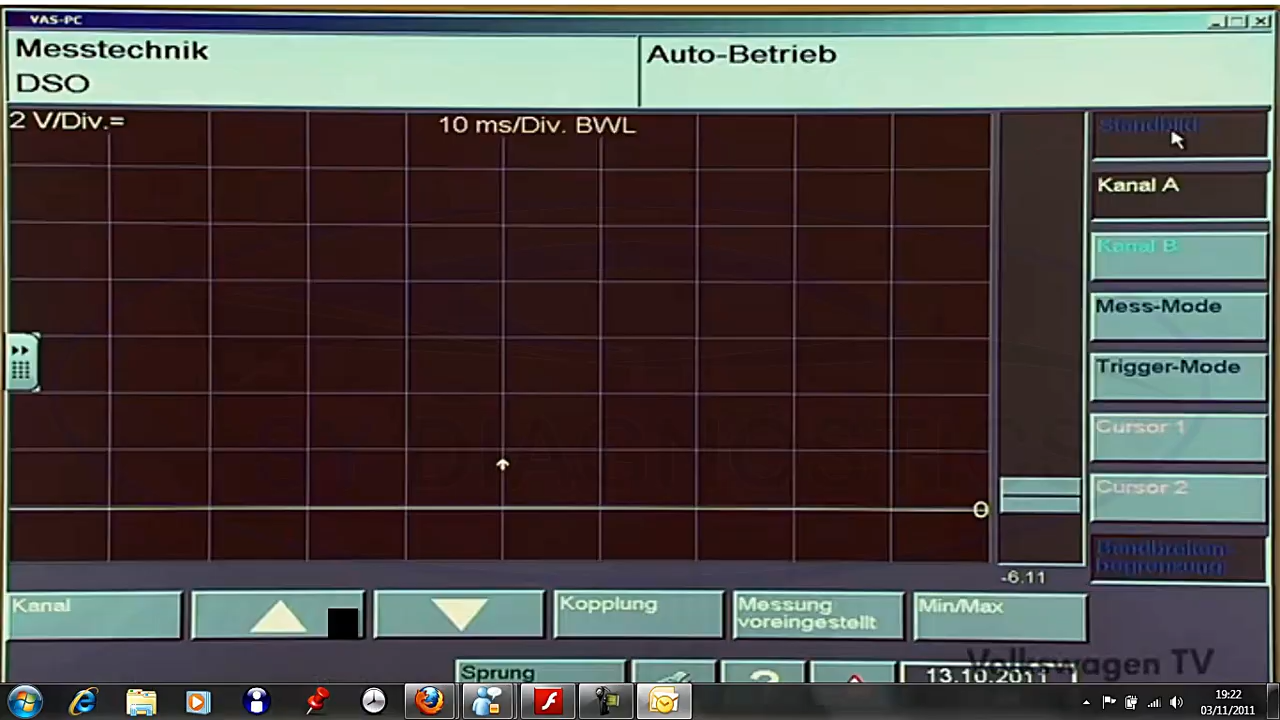 VAS-PC
Messtechnik
DSO
Auto-Betrieb
2 V/Div.=
10 ms/Div. BWL
Standbild
Kanal A
Kanal B
Mess-Mode
Trigger-Mode
Cursor 1
Cursor 2
Bandbreiten-
begrenzung
-6.11
Kanal
Kopplung
Messung
voreingestellt
Min/Max
Volkswagen TV
Sprung
?
13.10.2011
19:22
03/11/2011